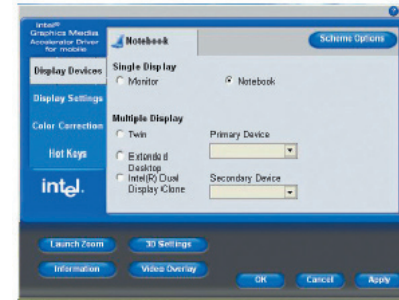 intel®
Graphics Media
Accelerator Driver
for mobile
Notebook
Scheme Options
Display Devices
Display Settings
Color Correction
Hot Keys
intel.
Single Display
Monitor
Notebook
Multiple Display
Twin
Primary Device
Extended
Desktop
Intel(R) Dual
Display Clone
Secondary Device
Launch Zoom
3D Settings
Information
Video Overlay
OK
Cancel
Apply